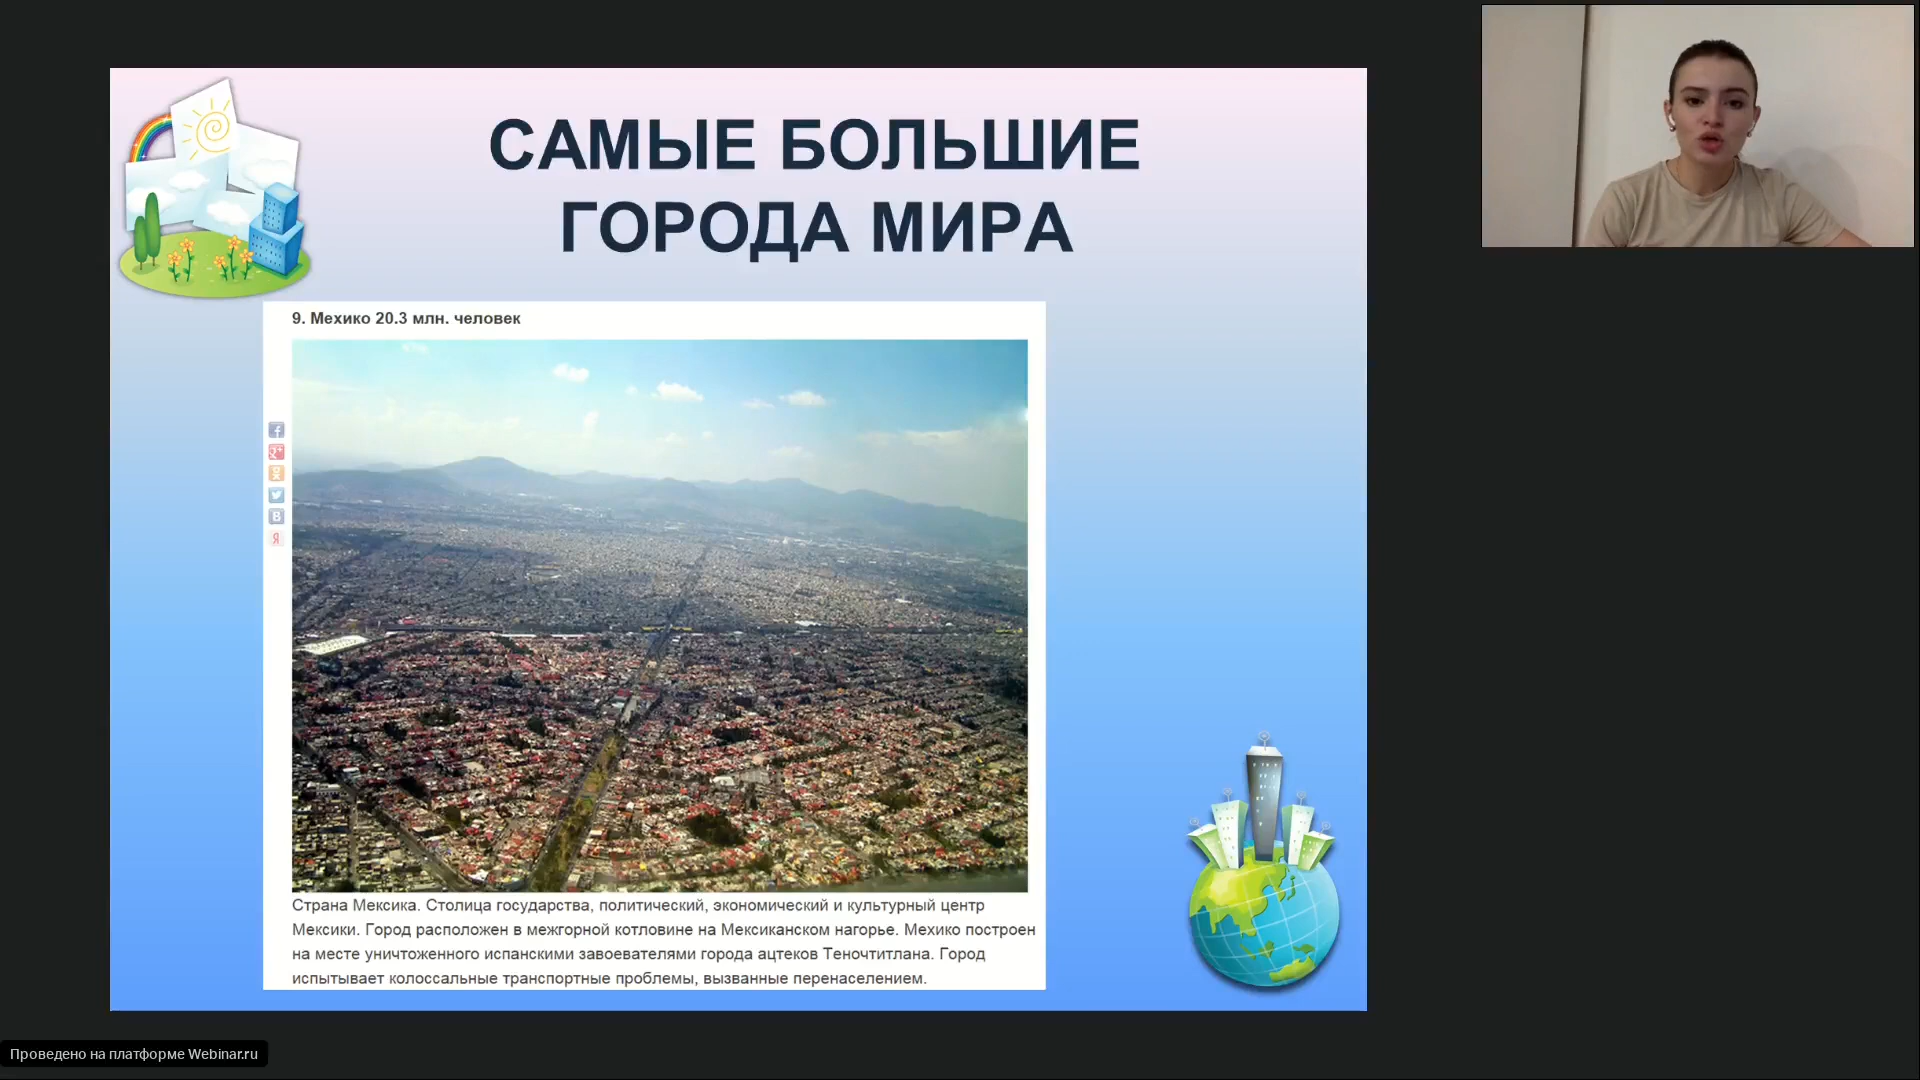 САМЫЕ БОЛЬШИЕ
ГОРОДА МИРА
9. Мехико 20.3 млн. человек
Страна Мексика. Столица государства, политический, экономический и культурный центр
Мексики. Город расположен в межгорной котловине на Мексиканском нагорье. Мехико построен
на месте уничтоженного испанскими завоевателями города ацтеков Теночтитлана. Город
испытывает колоссальные транспортные проблемы, вызванные перенаселением.
Проведено на платформе Webinar.ru